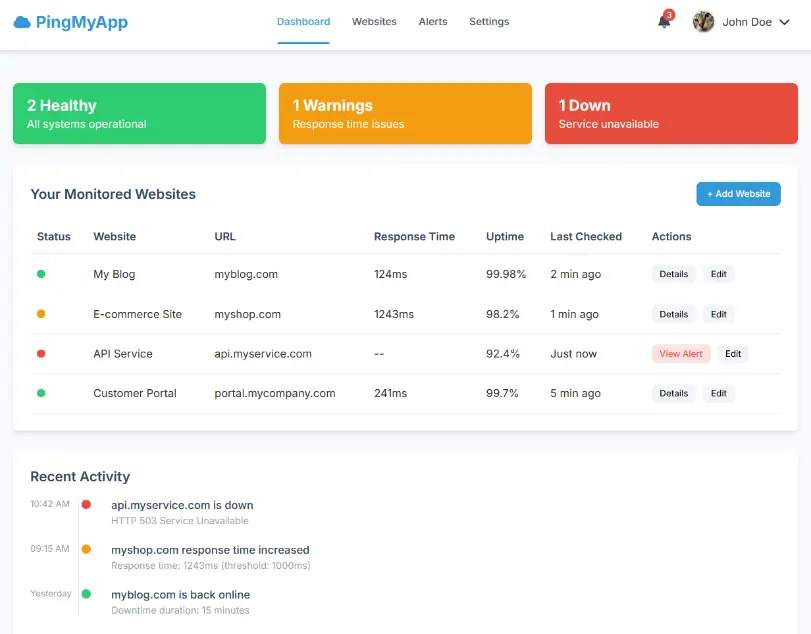 PingMyApp Dashboard Websites Alerts Settings 3 John Doe
2 Healthy
All systems operational
1 Warnings
Response time issues
1 Down
Service unavailable
Your Monitored Websites + Add Website
Status Website URL Response Time Uptime Last Checked Actions
My Blog myblog.com 124ms 99.98% 2 min ago Details Edit
E-commerce Site myshop.com 1243ms 98.2% 1 min ago Details Edit
API Service api.myservice.com -- 92.4% Just now View Alert Edit
Customer Portal portal.mycompany.com 241ms 99.7% 5 min ago Details Edit
Recent Activity
10:42 AM api.myservice.com is down
HTTP 503 Service Unavailable
09:15 AM myshop.com response time increased
Response time: 1243ms (threshold: 1000ms)
Yesterday myblog.com is back online
Downtime duration: 15 minutes